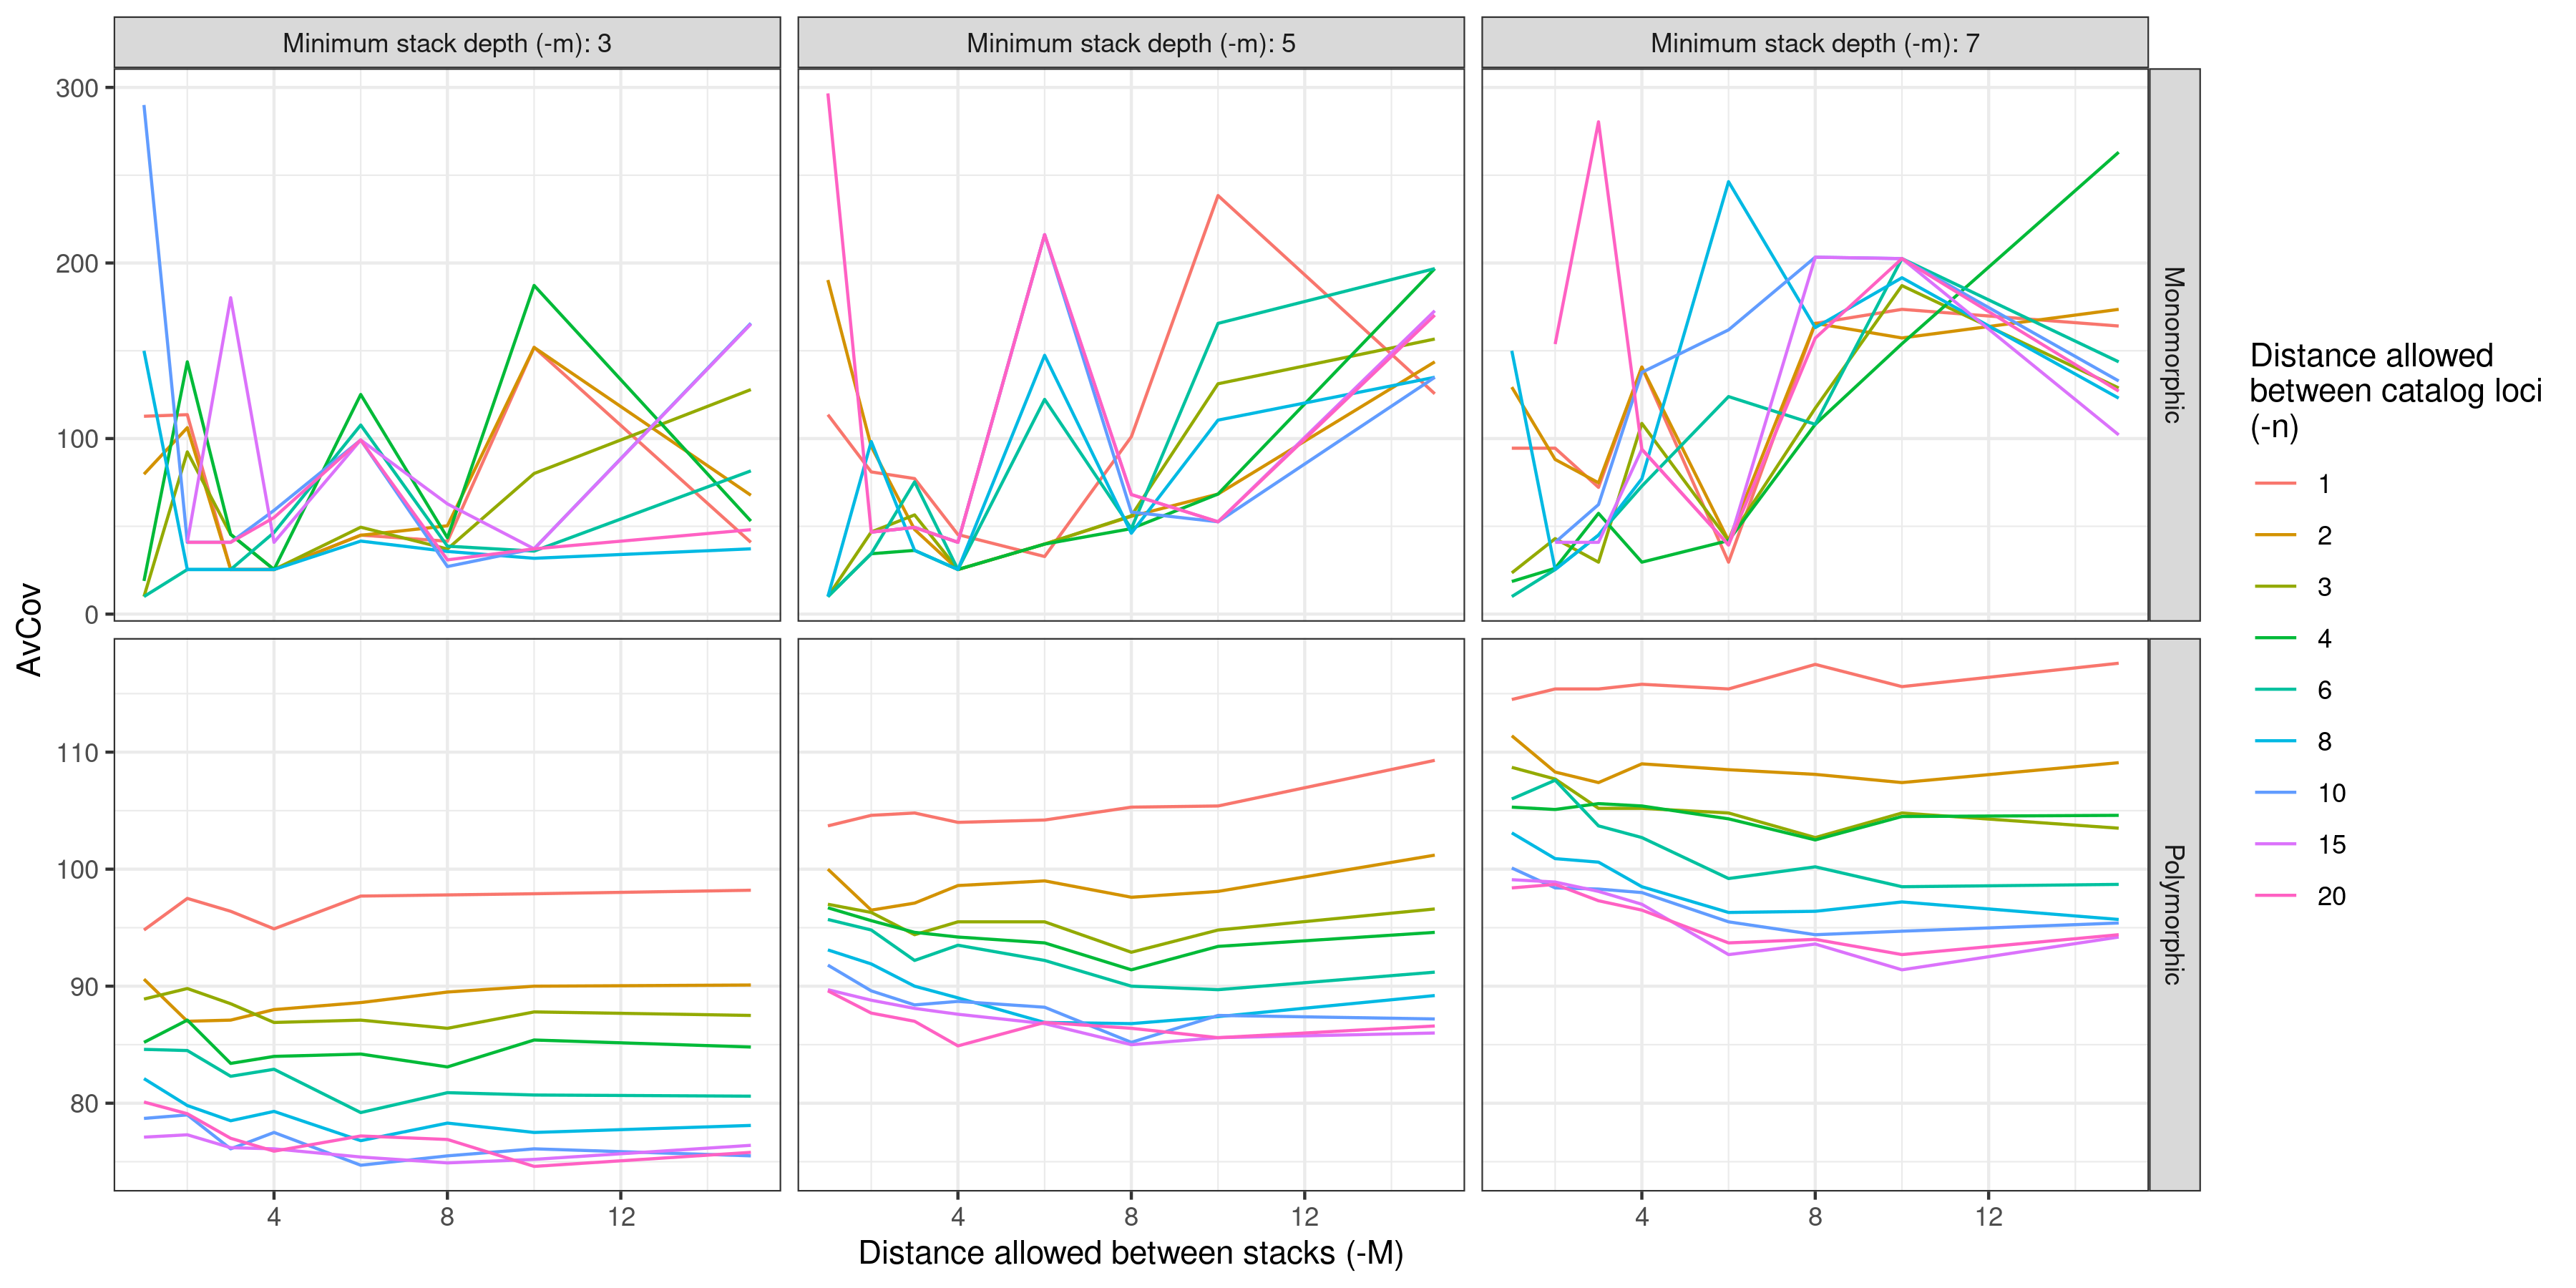 Minimum stack depth (-m): 3
Minimum stack depth (-m): 5
Minimum stack depth (-m): 7
300
200
100
0
Monomorphic
AvCov
110
100
90
80
Polymorphic
4
8
12
4
8
12
4
8
12
Distance allowed between stacks (-M)
Distance allowed
between catalog loci
(-n)
1
2
3
4
6
8
10
15
20